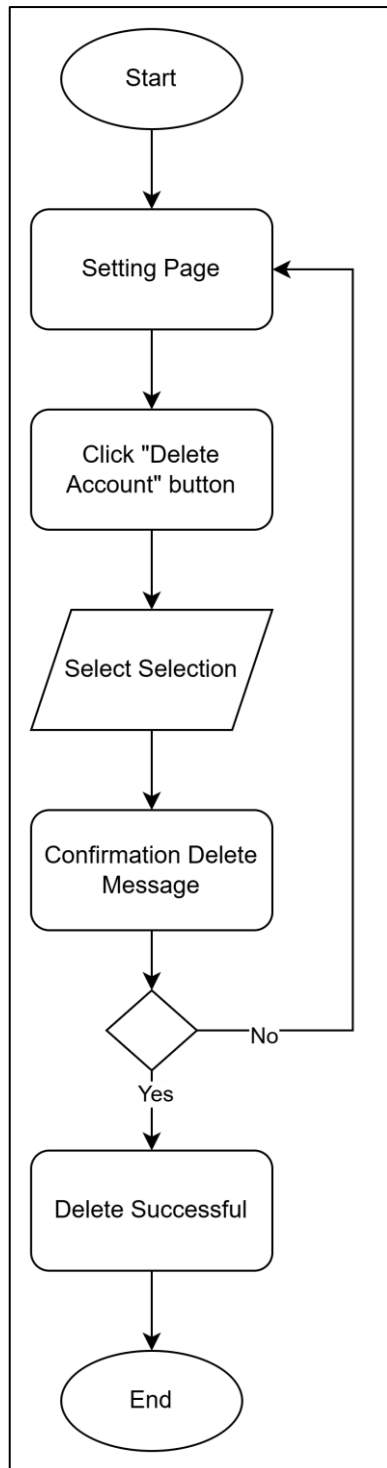 Start
Setting Page
Click "Delete
Account" button
Select Selection
Confirmation Delete
Message
No
Yes
Delete Successful
End